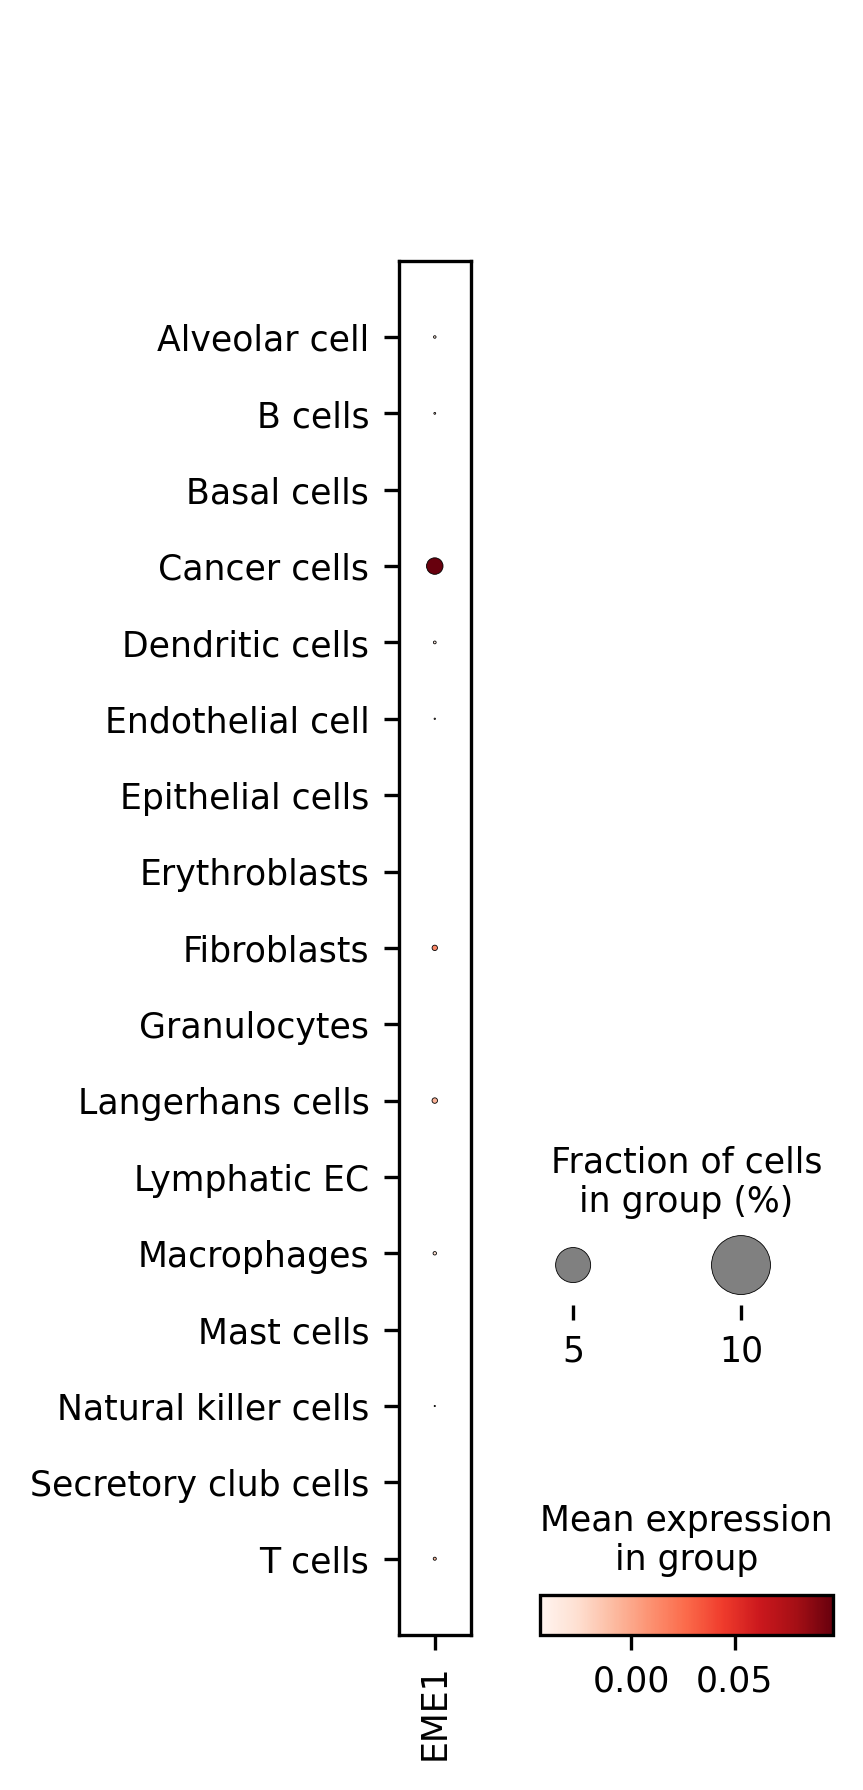 Alveolar cell
B cells
Basal cells
Cancer cells
Dendritic cells
Endothelial cell
Epithelial cells
Erythroblasts
Fibroblasts
Granulocytes
Langerhans cells
Lymphatic EC
Macrophages
Mast cells
Natural killer cells
Secretory club cells
T cells
EME1
Fraction of cells
in group (%)
5 10
Mean expression
in group
0.00 0.05